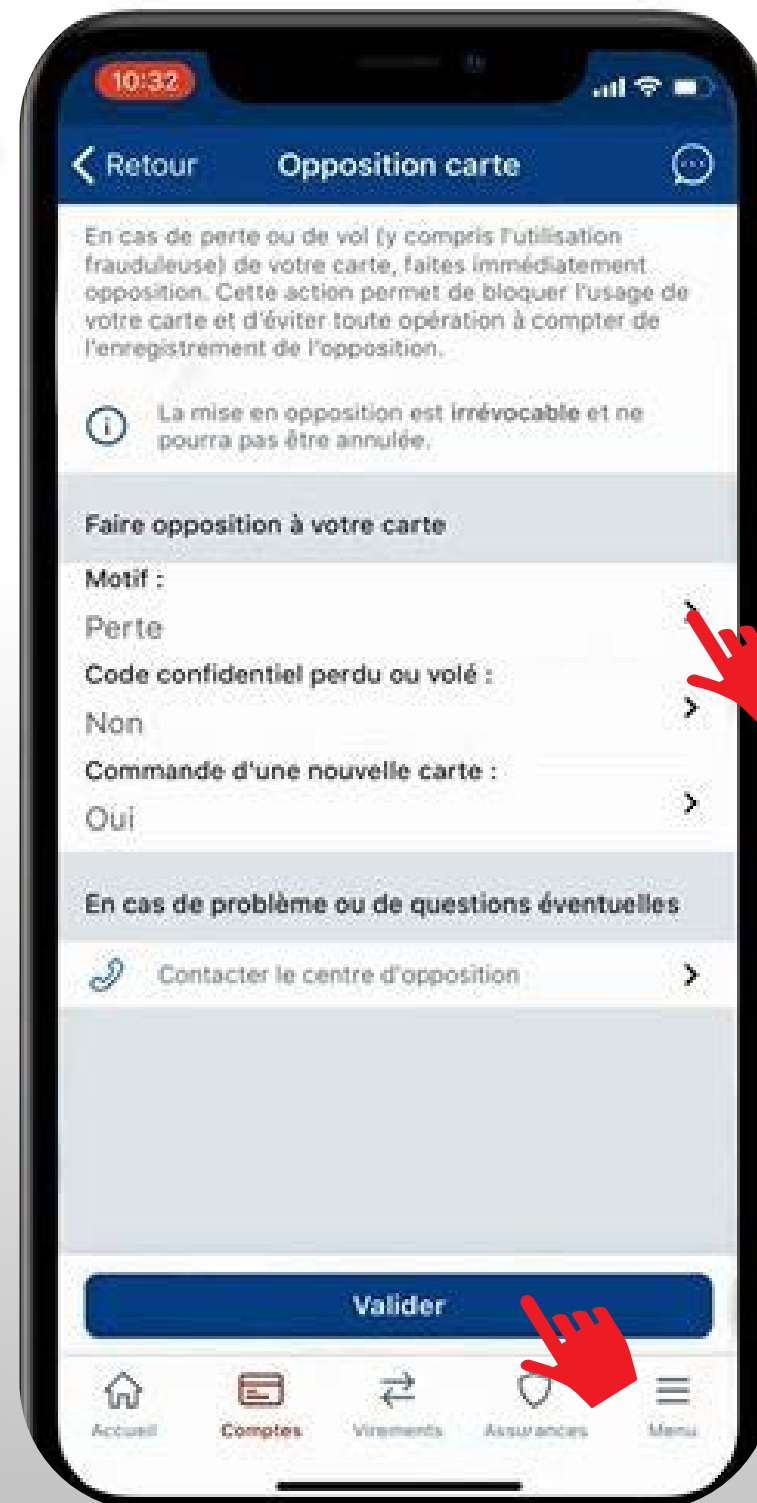 10:32
Retour Opposition carte
En cas de perte ou de vol (y compris l'utilisation
frauduleuse) de votre carte, faites immédiatement
opposition. Cette action permet de bloquer l'usage de
votre carte et d'éviter toute opération à compter de
l'enregistrement de l'opposition.
La mise en opposition est irrévocable et ne
pourra pas être annulée.
Faire opposition à votre carte
Motif :
Perte
Code confidentiel perdu ou volé :
Non
Commande d'une nouvelle carte :
Oui
En cas de problème ou de questions éventuelles
Contacter le centre d'opposition
Valider
Accueil Comptes Virements Assurances Menu